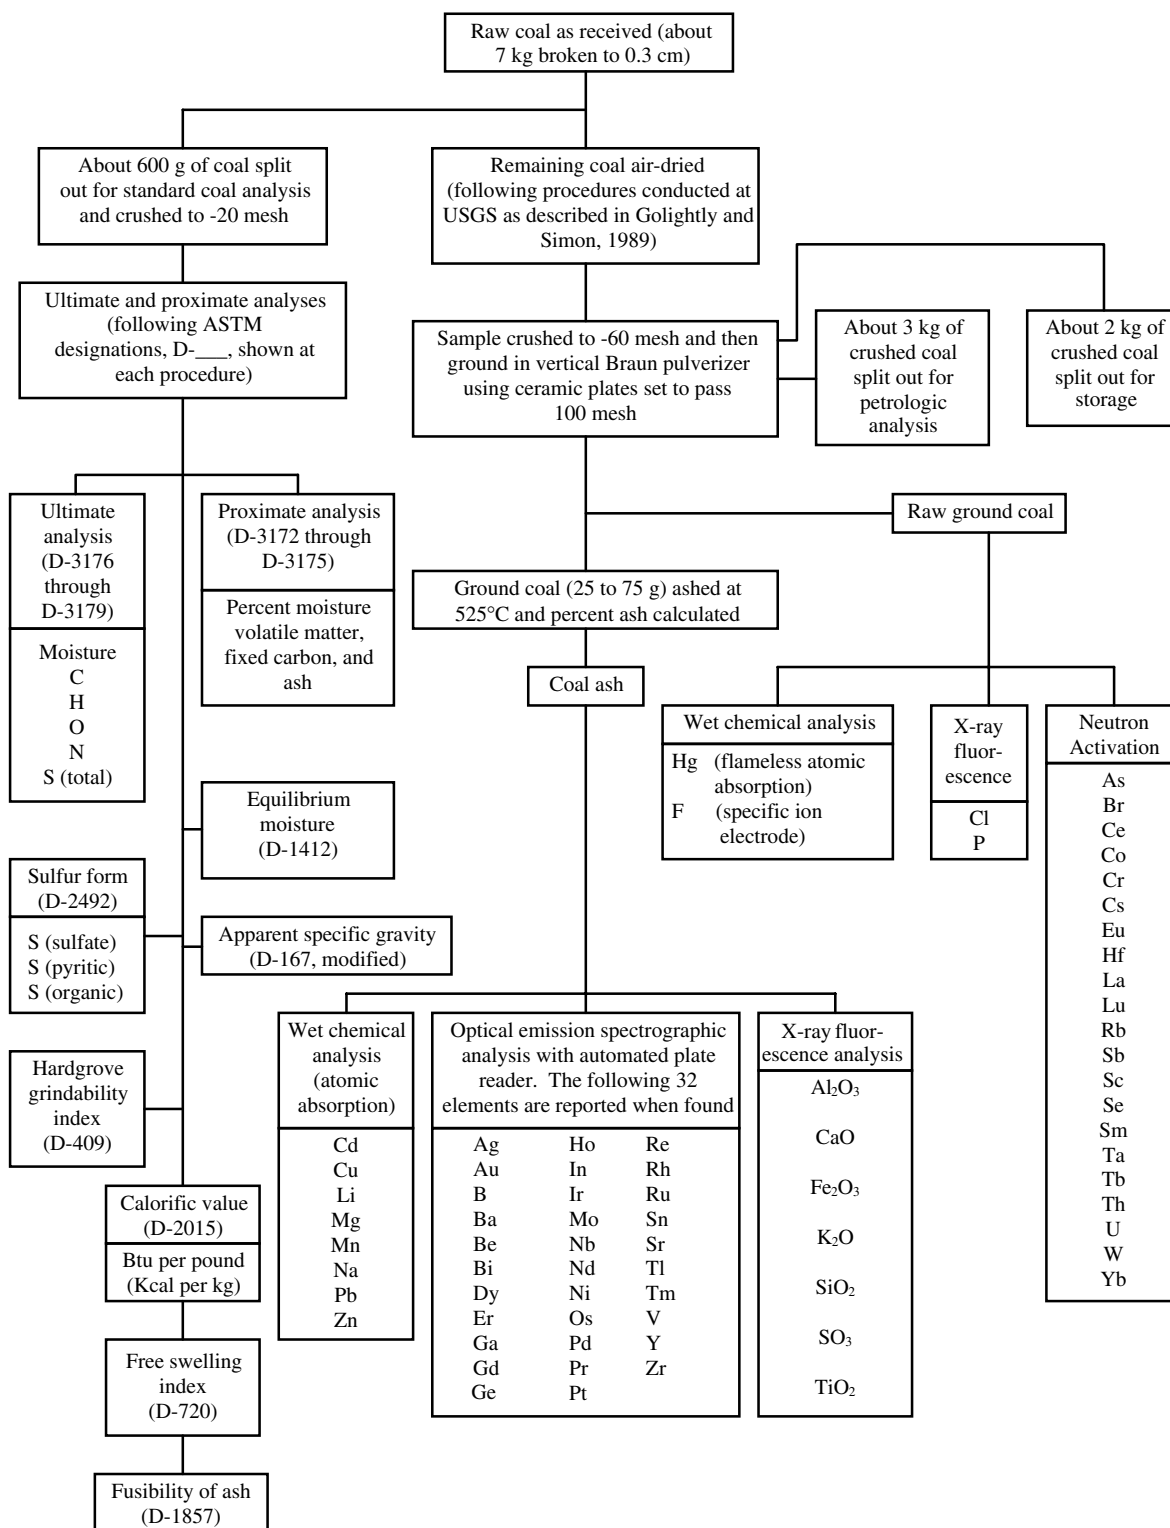 Raw coal as received (about
7 kg broken to 0.3 cm)
About 600 g of coal split
out for standard coal analysis
and crushed to -20 mesh
Remaining coal air-dried
(following procedures conducted at
USGS as described in Golightly and
Simon, 1989)
Ultimate and proximate analyses
(following ASTM
designations, D-___, shown at
each procedure)
Sample crushed to -60 mesh and then
ground in vertical Braun pulverizer
using ceramic plates set to pass
100 mesh
About 3 kg of
crushed coal
split out for
petrologic
analysis
About 2 kg of
crushed coal
split out for
storage
Ultimate
analysis
(D-3176
through
D-3179)
Moisture
C
H
O
N
S (total)
Proximate analysis
(D-3172 through
D-3175)
Percent moisture
volatile matter,
fixed carbon, and
ash
Raw ground coal
Ground coal (25 to 75 g) ashed at
525°C and percent ash calculated
Coal ash
Wet chemical analysis
Hg (flameless atomic
absorption)
F (specific ion
electrode)
X-ray
fluor-
escence
Cl
P
Neutron
Activation
As
Br
Ce
Co
Cr
Cs
Eu
Hf
La
Lu
Rb
Sb
Sc
Se
Sm
Ta
Tb
Th
U
W
Yb
Equilibrium
moisture
(D-1412)
Sulfur form
(D-2492)
S (sulfate)
S (pyritic)
S (organic)
Apparent specific gravity
(D-167, modified)
Hardgrove
grindability
index
(D-409)
Calorific value
(D-2015)
Btu per pound
(Kcal per kg)
Free swelling
index
(D-720)
Fusibility of ash
(D-1857)
Wet chemical
analysis
(atomic
absorption)
Cd
Cu
Li
Mg
Mn
Na
Pb
Zn
Optical emission spectrographic
analysis with automated plate
reader. The following 32
elements are reported when found
Ag Ho Re
Au In Rh
B Ir Ru
Ba Mo Sn
Be Nb Sr
Bi Nd Tl
Dy Ni Tm
Er Os V
Ga Pd Y
Gd Pr Zr
Ge Pt
X-ray fluor-
escence analysis
Al₂O₃
CaO
Fe₂O₃
K₂O
SiO₂
SO₃
TiO₂